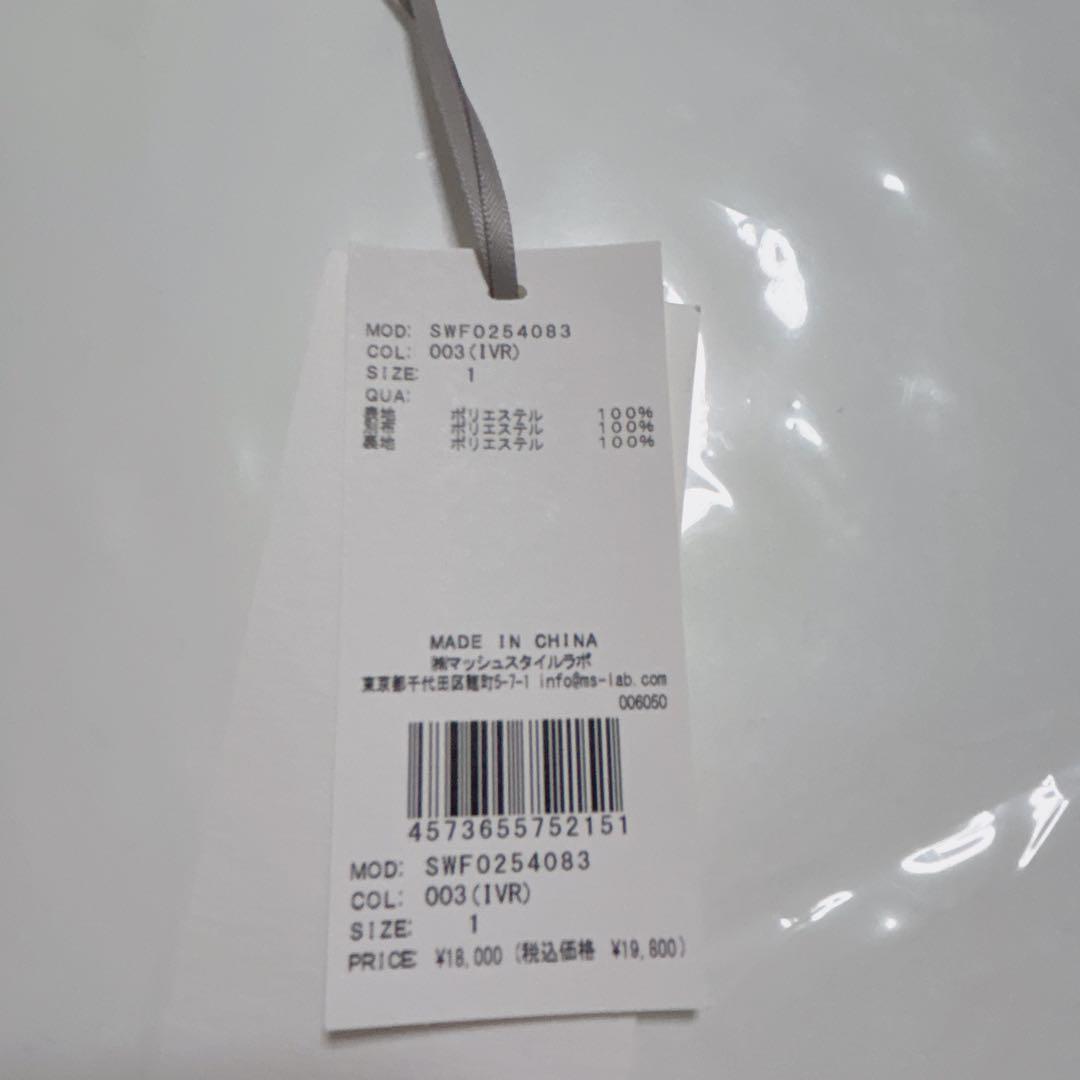 MOD: SWF0254083
COL: 003(IVR)
SIZE: 1
QUA:
表地 ポリエステル 100%
別布 ポリエステル 100%
裏地 ポリエステル 100%
MADE IN CHINA
㈱マッシュスタイルラボ
東京都千代田区麹町5-7-1 info@ms-lab.com
006050
4573655752151
MOD: SWF0254083
COL: 003(IVR)
SIZE: 1
PRICE: ¥18,000 (税込価格 ¥19,800)